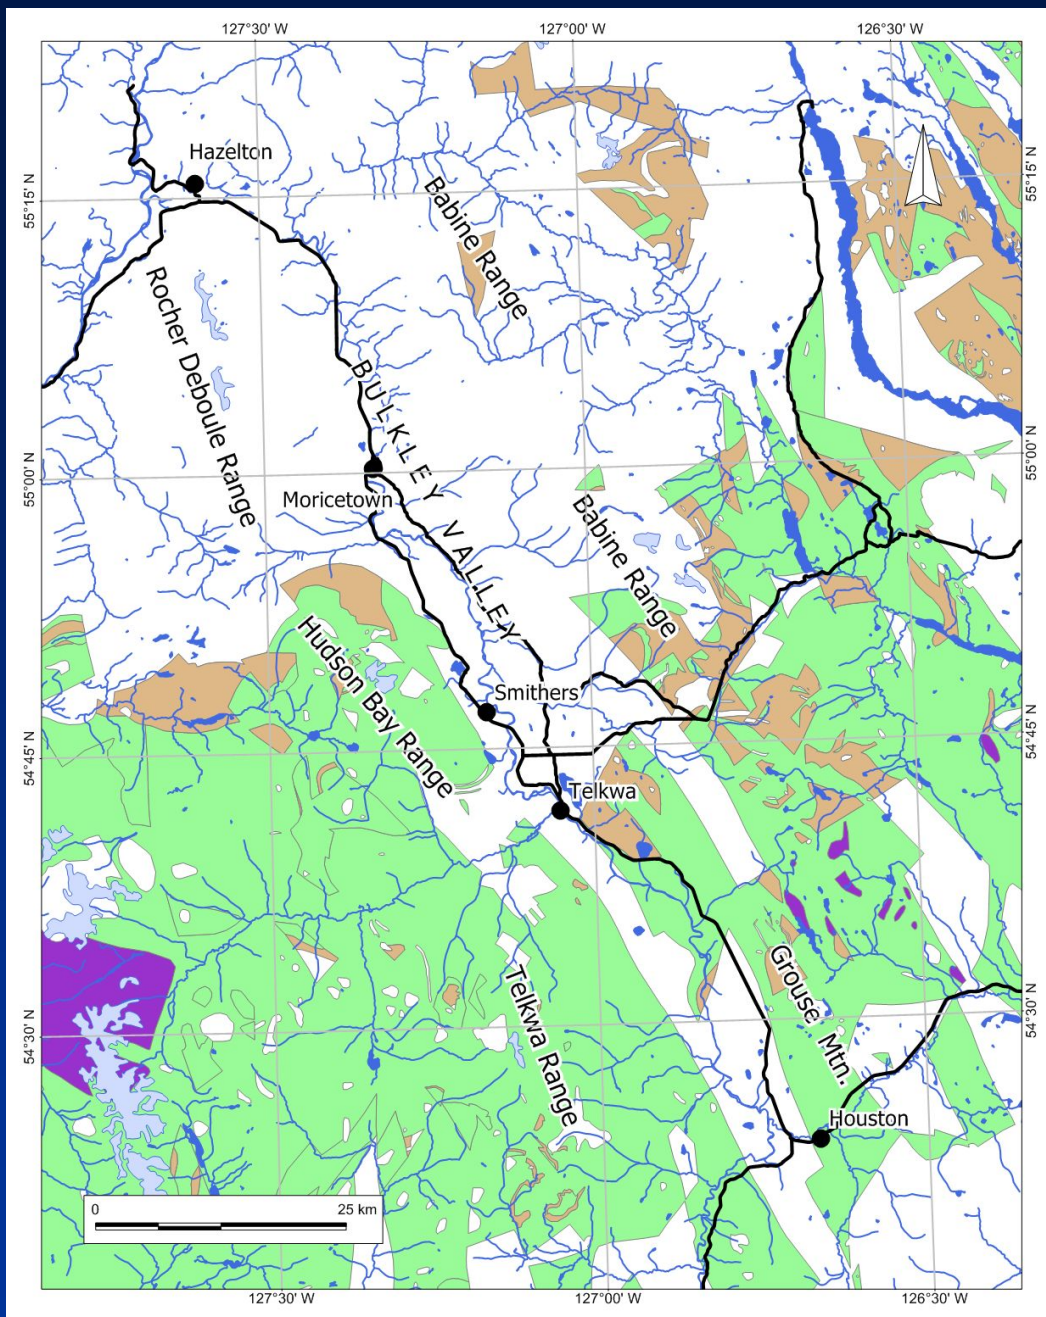 127°30' W
127°00' W
126°30' W
Hazelton
55°15' N
55°15' N
Babine Range
Rocher Deboule Range
BULKLEY VALLEY
55°00' N
55°00' N
Moricetown
Babine Range
Hudson Bay Range
Smithers
54°45' N
54°45' N
Telkwa
Grouse Mtn.
Telkwa Range
54°30' N
54°30' N
Houston
0
25 km
127°30' W
127°00' W
126°30' W